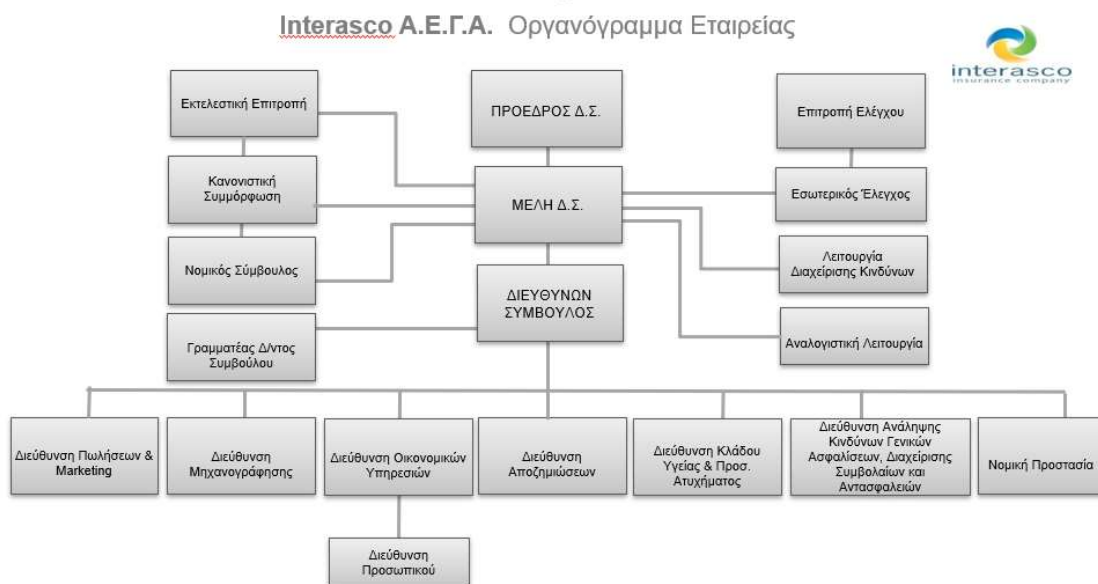 Interasco Α.Ε.Γ.Α. Οργανόγραμμα Εταιρείας
interasco
insurance company
Εκτελεστική Επιτροπή
ΠΡΟΕΔΡΟΣ Δ.Σ.
Επιτροπή Ελέγχου
Κανονιστική
Συμμόρφωση
ΜΕΛΗ Δ.Σ.
Εσωτερικός Έλεγχος
Νομικός Σύμβουλος
Λειτουργία
Διαχείρισης Κινδύνων
ΔΙΕΥΘΥΝΩΝ
ΣΥΜΒΟΥΛΟΣ
Γραμματέας Δ/ντος
Συμβούλου
Αναλογιστική Λειτουργία
Διεύθυνση Πωλήσεων &
Marketing
Διεύθυνση
Μηχανογράφησης
Διεύθυνση Οικονομικών
Υπηρεσιών
Διεύθυνση
Αποζημιώσεων
Διεύθυνση Κλάδου
Υγείας & Προσ.
Ατυχήματος
Διεύθυνση Ανάληψης
Κινδύνων Γενικών
Ασφαλίσεων, Διαχείρισης
Συμβολαίων και
Αντασφαλειών
Νομική Προστασία
Διεύθυνση
Προσωπικού